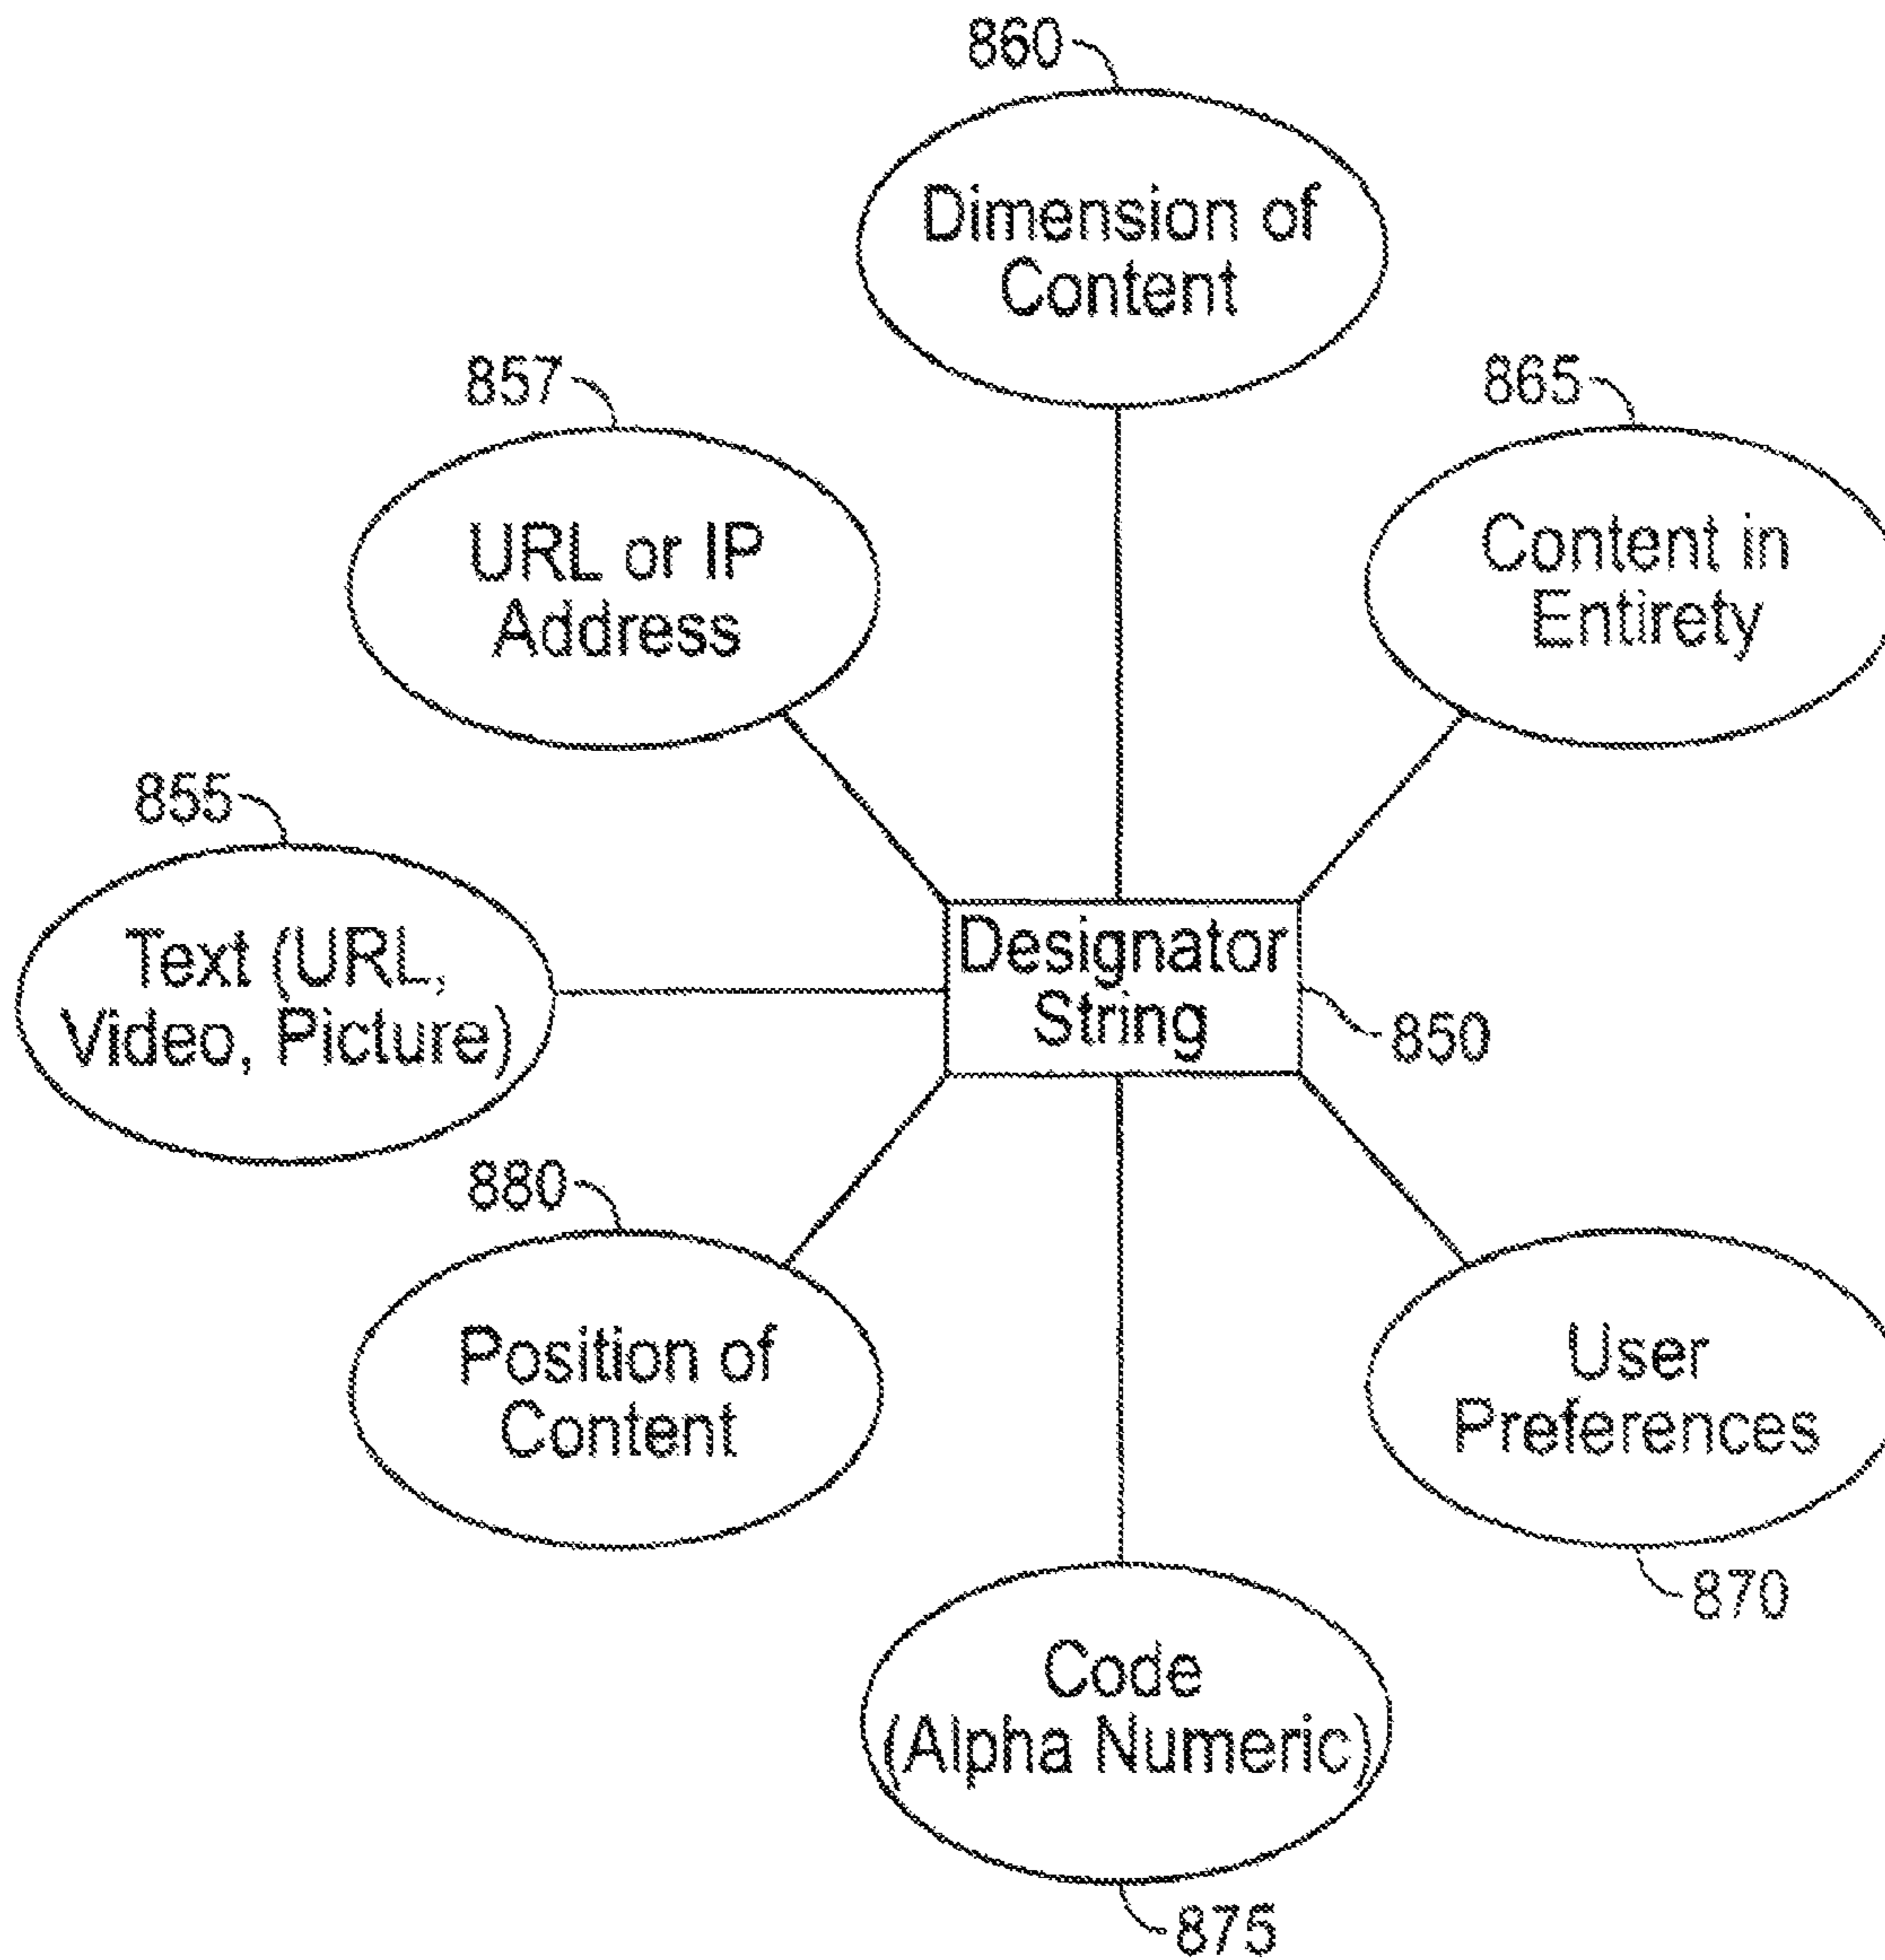 860
Dimension of
Content
857
URL or IP
Address
865
Content in
Entirety
855
Text (URL,
Video, Picture)
Designator
String
850
880
Position of
Content
User
Preferences
870
Code
(Alpha Numeric)
875